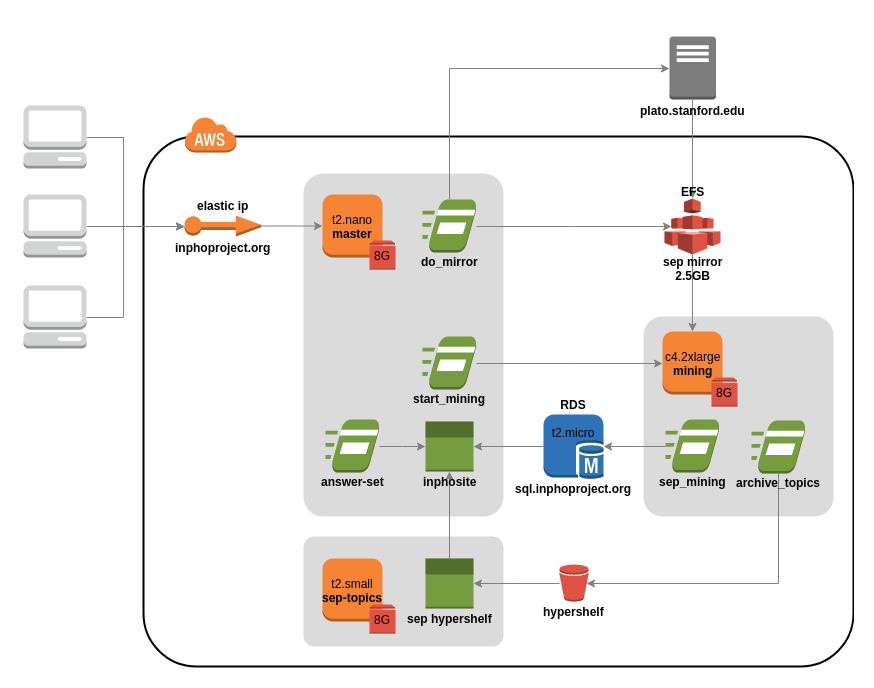 plato.stanford.edu
AWS
elastic ip
inphoproject.org
t2.nano
master
8G
do_mirror
EFS
sep mirror
2.5GB
start_mining
c4.2xlarge
mining
8G
RDS
t2.micro
M
sql.inphoproject.org
answer-set
inphosite
sep_mining
archive_topics
t2.small
sep-topics
8G
sep hypershelf
hypershelf